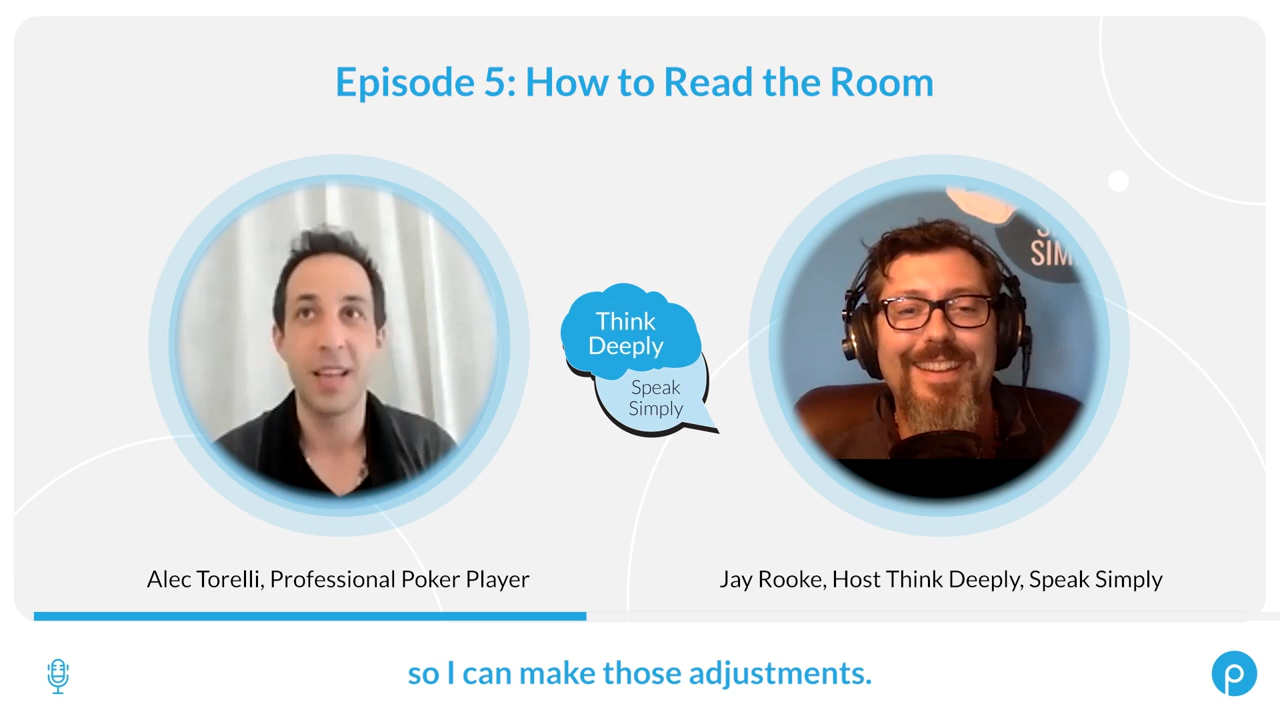 Episode 5: How to Read the Room
SIM
Think
Deeply
Speak
Simply
Alec Torelli, Professional Poker Player
Jay Rooke, Host Think Deeply, Speak Simply
so I can make those adjustments.